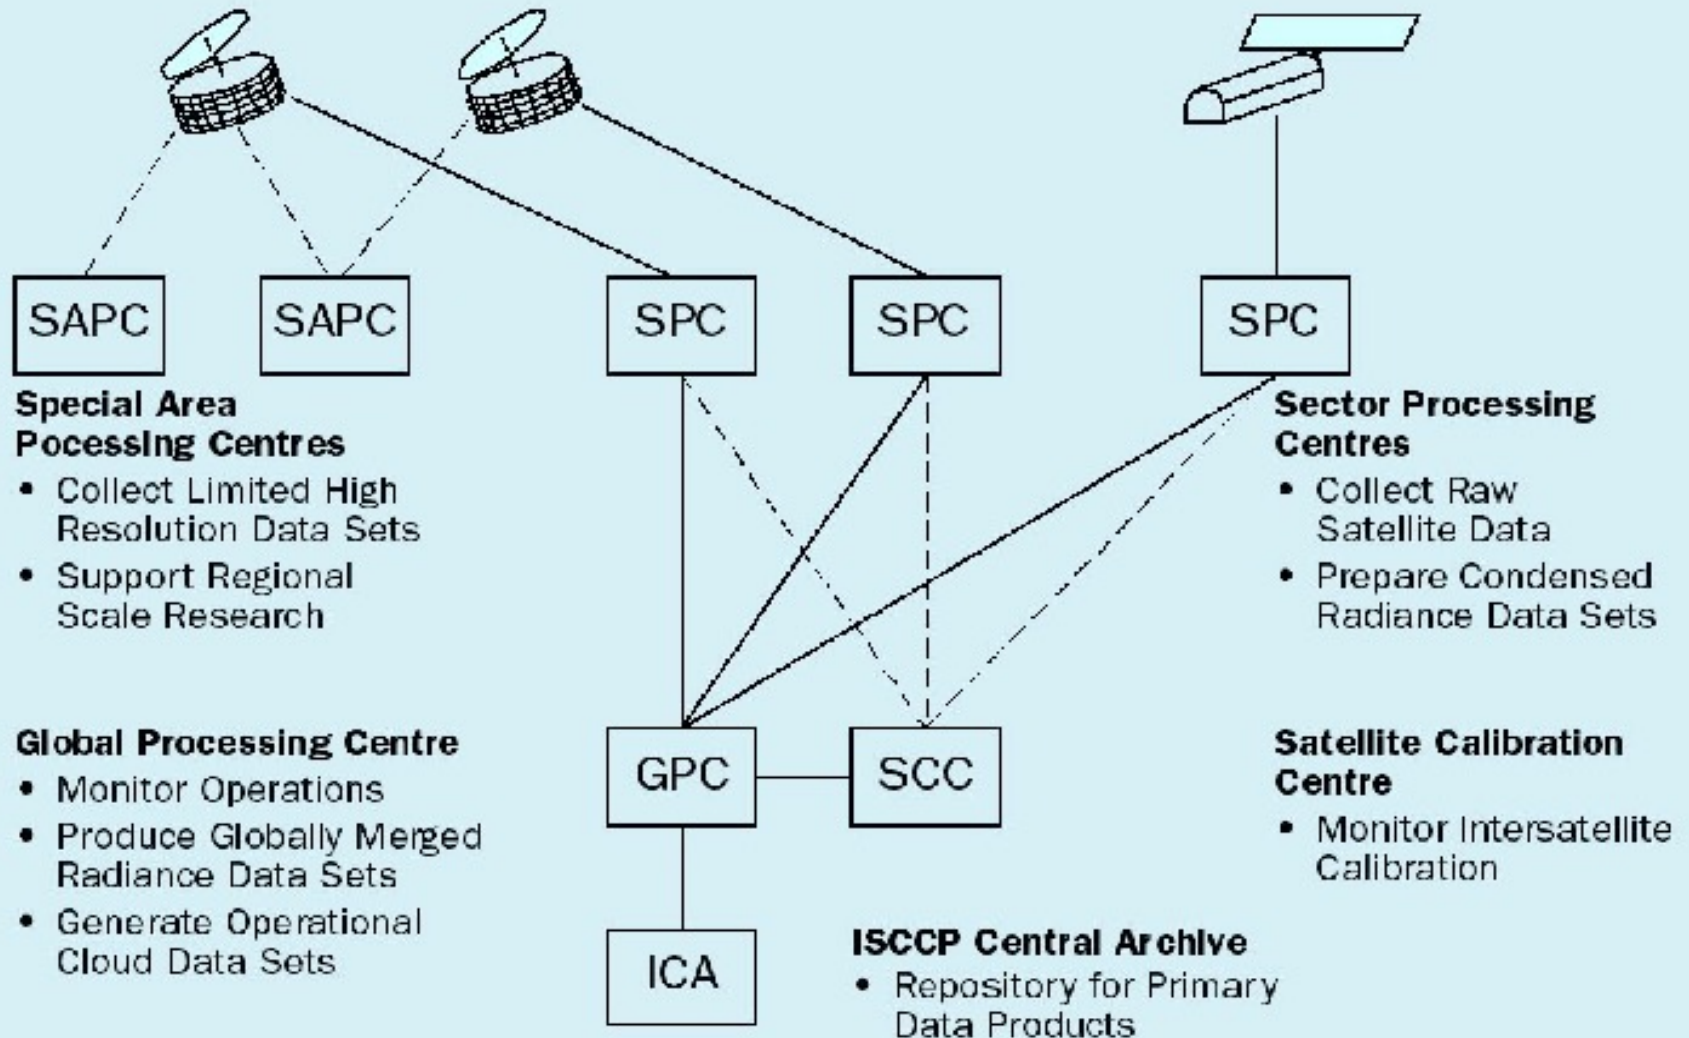 SAPC
SAPC
SPC
SPC
SPC
Special Area
Pocessing Centres
• Collect Limited High
Resolution Data Sets
• Support Regional
Scale Research
Sector Processing
Centres
• Collect Raw
Satellite Data
• Prepare Condensed
Radiance Data Sets
Global Processing Centre
• Monitor Operations
• Produce Globally Merged
Radiance Data Sets
• Generate Operational
Cloud Data Sets
GPC
SCC
Satellite Calibration
Centre
• Monitor Intersatellite
Calibration
ICA
ISCCP Central Archive
• Repository for Primary
Data Products